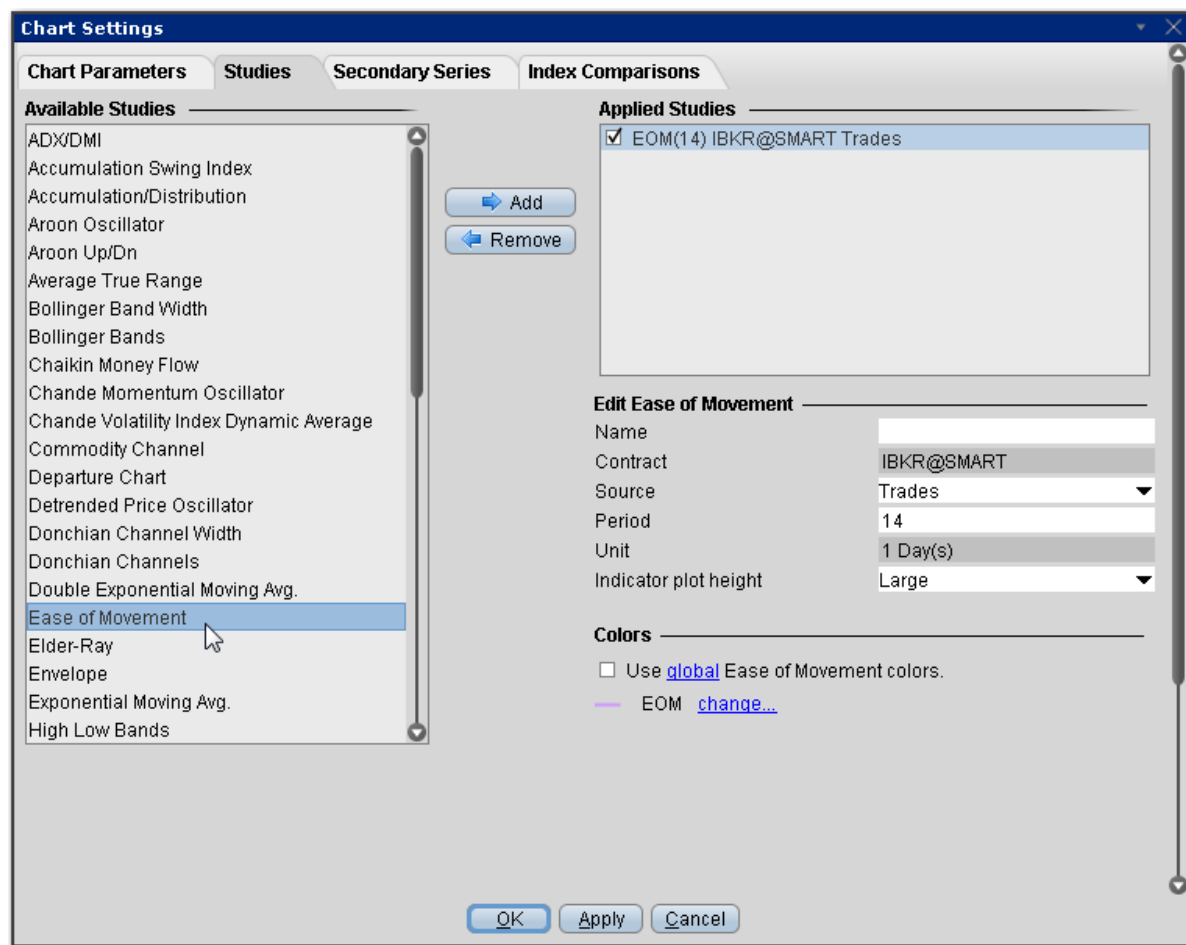 Chart Settings
Chart Parameters Studies Secondary Series Index Comparisons
Available Studies
ADX/DMI
Accumulation Swing Index
Accumulation/Distribution
Aroon Oscillator
Aroon Up/Dn
Average True Range
Bollinger Band Width
Bollinger Bands
Chaikin Money Flow
Chande Momentum Oscillator
Chande Volatility Index Dynamic Average
Commodity Channel
Departure Chart
Detrended Price Oscillator
Donchian Channel Width
Donchian Channels
Double Exponential Moving Avg.
Ease of Movement
Elder-Ray
Envelope
Exponential Moving Avg.
High Low Bands
Add
Remove
Applied Studies
EOM(14) IBKR@SMART Trades
Edit Ease of Movement
Name
Contract IBKR@SMART
Source Trades
Period 14
Unit 1 Day(s)
Indicator plot height Large
Colors
Use global Ease of Movement colors.
EOM change...
OK Apply Cancel